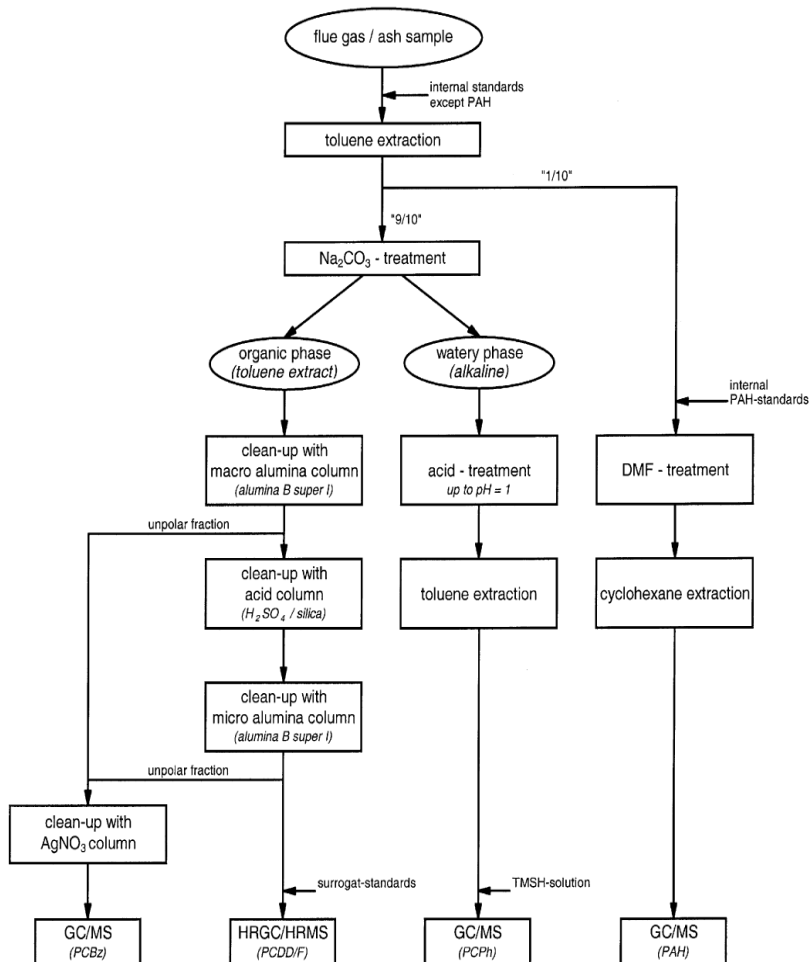 flue gas / ash sample
internal standards
except PAH
toluene extraction
"1/10"
"9/10"
Na₂CO₃ - treatment
organic phase
(toluene extract)
watery phase
(alkaline)
internal
PAH-standards
clean-up with
macro alumina column
(alumina B super I)
acid - treatment
up to pH = 1
DMF - treatment
unpolar fraction
clean-up with
acid column
(H₂SO₄ / silica)
toluene extraction
cyclohexane extraction
clean-up with
micro alumina column
(alumina B super I)
unpolar fraction
clean-up with
AgNO₃ column
surrogat-standards
TMSH-solution
GC/MS
(PCBz)
HRGC/HRMS
(PCDD/F)
GC/MS
(PCPh)
GC/MS
(PAH)